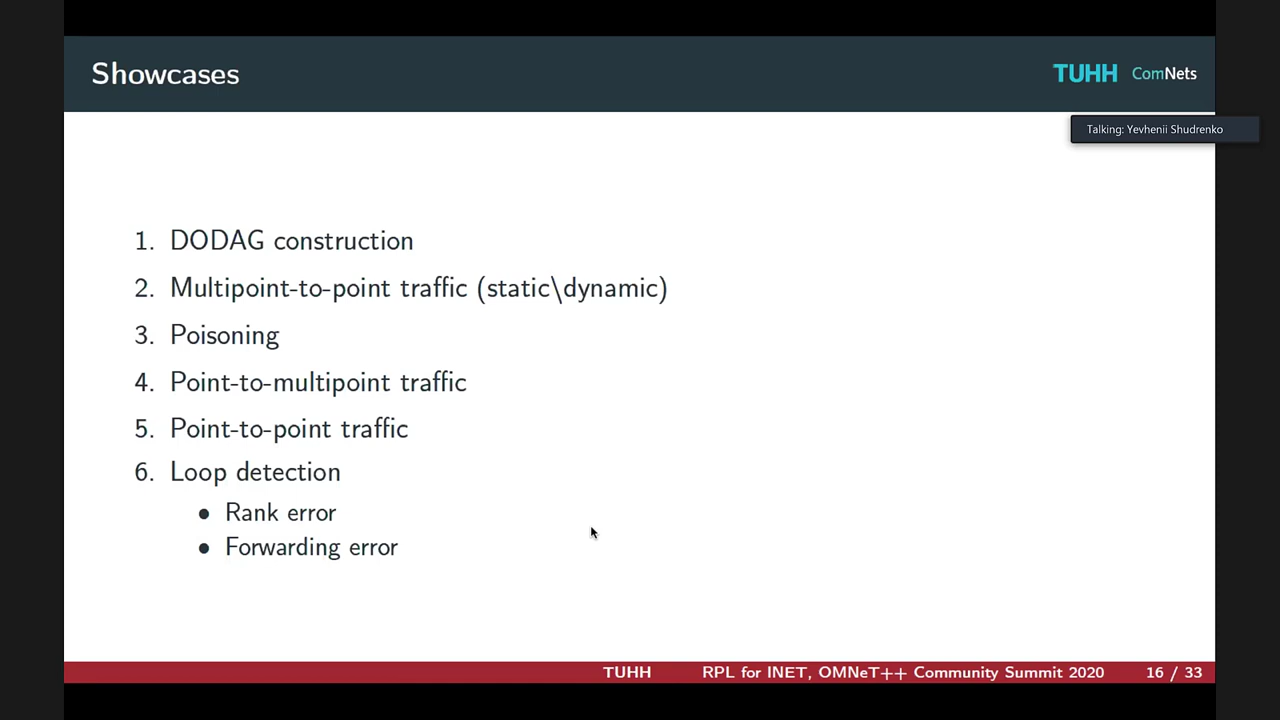 Showcases
TUHH ComNets
Talking: Yevhenii Shudrenko
1. DODAG construction
2. Multipoint-to-point traffic (static\dynamic)
3. Poisoning
4. Point-to-multipoint traffic
5. Point-to-point traffic
6. Loop detection
● Rank error
● Forwarding error
TUHH RPL for INET, OMNeT++ Community Summit 2020 16 / 33